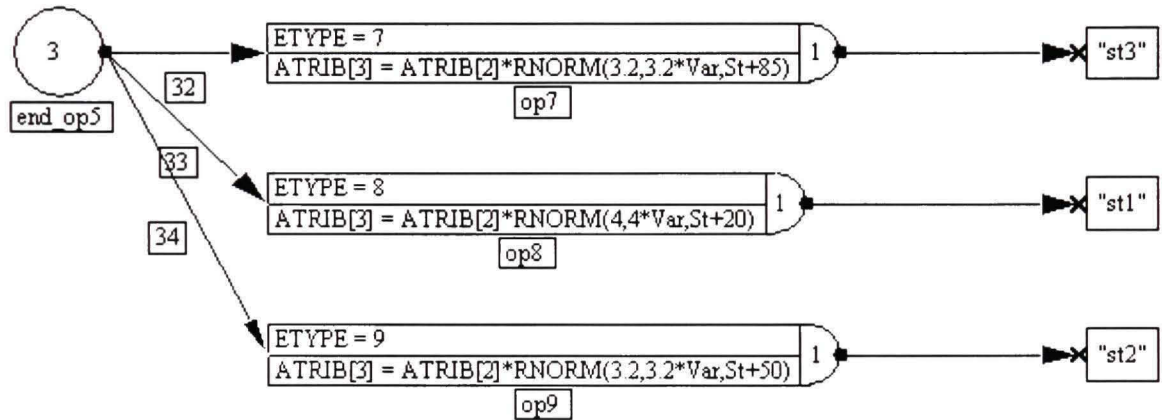 3
end_op5
32
33
34
ETYPE = 7
ATRIB[3] = ATRIB[2]*RNORM(3.2,3.2*Var,St+85)
1
op7
"st3"
ETYPE = 8
ATRIB[3] = ATRIB[2]*RNORM(4,4*Var,St+20)
1
op8
"st1"
ETYPE = 9
ATRIB[3] = ATRIB[2]*RNORM(3.2,3.2*Var,St+50)
1
op9
"st2"